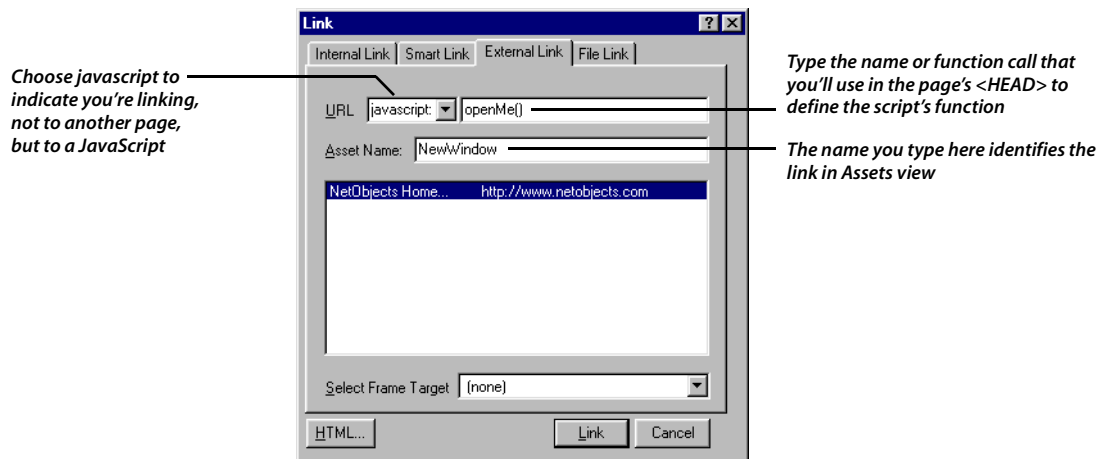 Link
Internal Link Smart Link External Link File Link
Choose javascript to
indicate you're linking,
not to another page,
but to a JavaScript
URL javascript: openMe()
Type the name or function call that
you'll use in the page's <HEAD> to
define the script's function
Asset Name: NewWindow
The name you type here identifies the
link in Assets view
NetObjects Home... http://www.netobjects.com
Select Frame Target (none)
HTML... Link Cancel